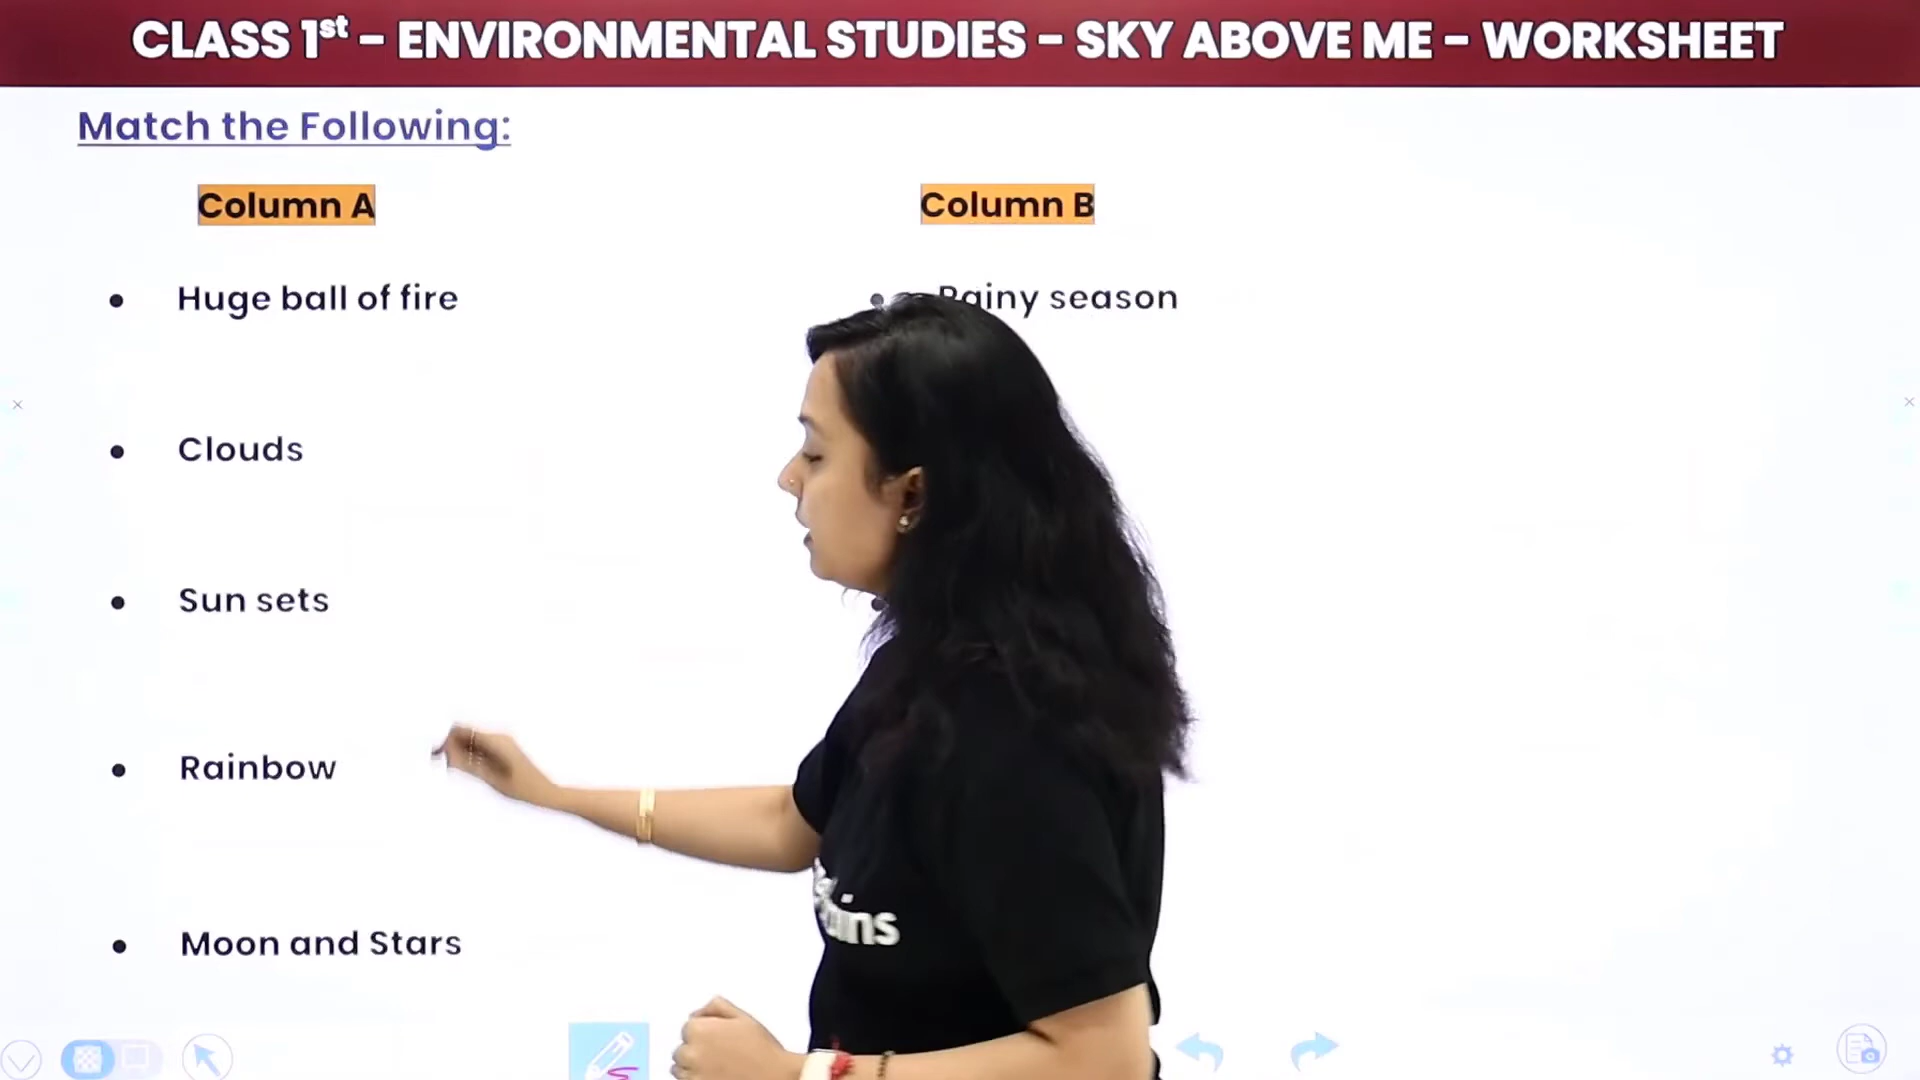 CLASS 1st - ENVIRONMENTAL STUDIES - SKY ABOVE ME - WORKSHEET
Match the Following:
Column A
Column B
• Huge ball of fire
• Rainy season
• Clouds
• Sun sets
• Rainbow
• Moon and Stars